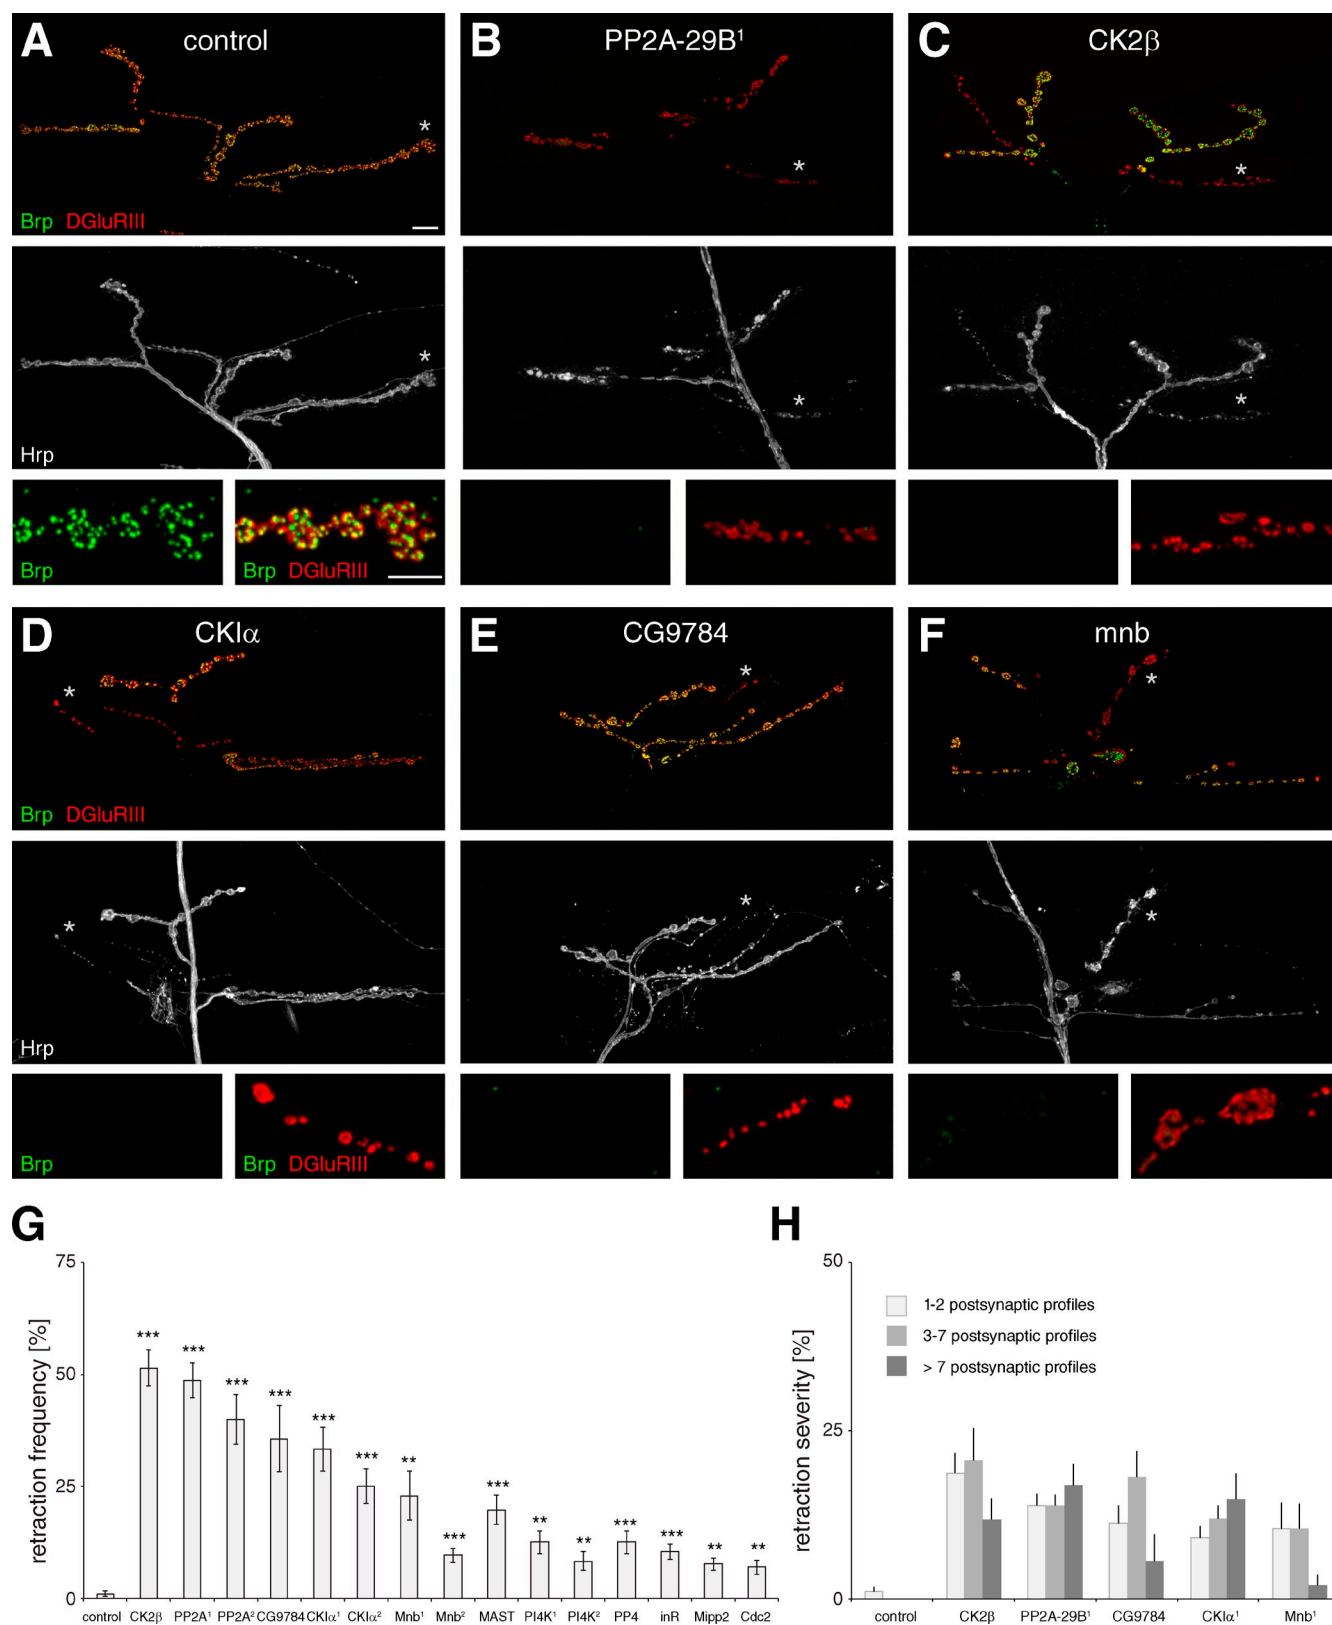 A control
B PP2A-29B¹
C CK2β
*
*
*
Brp DGluRIII
*
*
*
Hrp
Brp
Brp DGluRIII
D CKIα
E CG9784
F mnb
*
*
*
Brp DGluRIII
*
*
*
Hrp
Brp
Brp DGluRIII
G
retraction frequency [%]
75
50
25
0
*** *** *** *** *** *** ** *** *** ** ** *** *** ** **
control CK2β PP2A¹ PP2A² CG9784 CKIα¹ CKIα² Mnb¹ Mnb² MAST PI4K¹ PI4K² PP4 inR Mipp2 Cdc2
H
retraction severity [%]
50
25
0
1-2 postsynaptic profiles
3-7 postsynaptic profiles
> 7 postsynaptic profiles
control CK2β PP2A-29B¹ CG9784 CKIα¹ Mnb¹